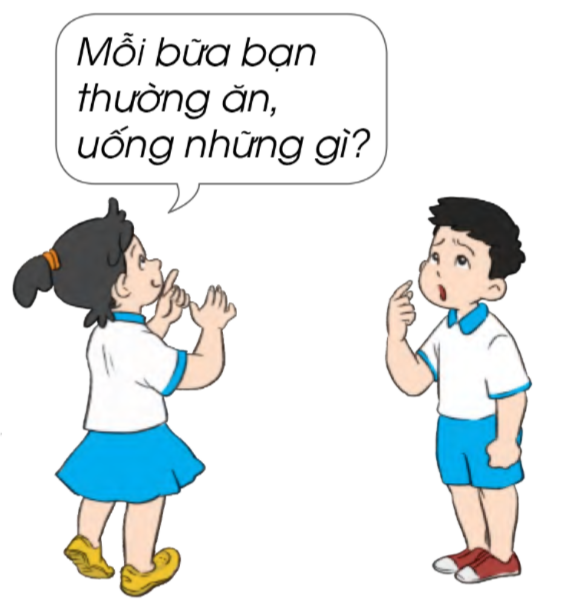 Mỗi bữa bạn
thường ăn,
uống những gì?